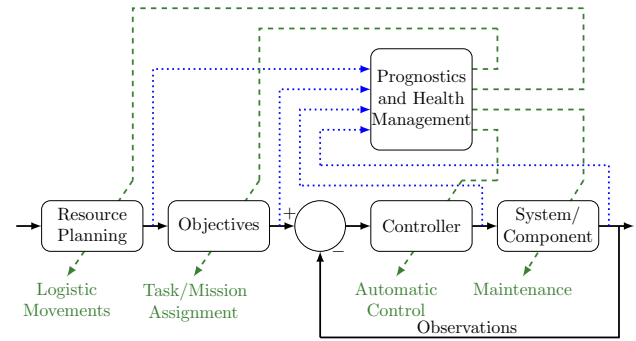 Prognostics
and Health
Management
Resource
Planning
Objectives
+
−
Controller
System/
Component
Logistic
Movements
Task/Mission
Assignment
Automatic
Control
Maintenance
Observations